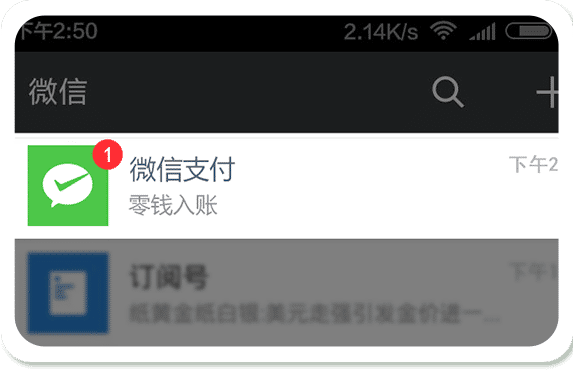 下午2:50 2.14K/s
微信
1
微信支付 下午2
零钱入账
订阅号 下午1
纸黄金纸白银:美元走强引发金价进一...